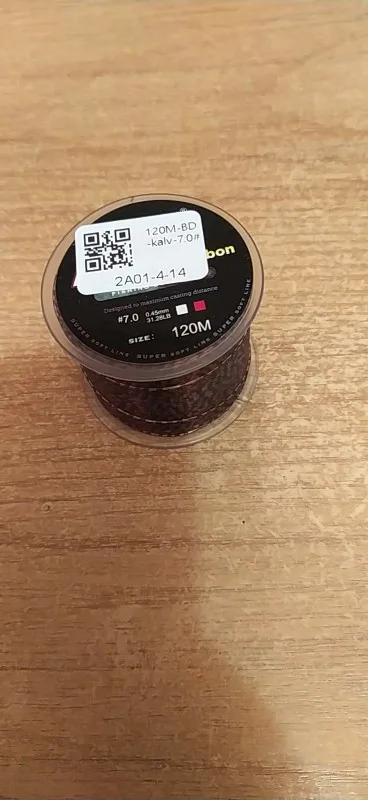 120M-BD
-kalv-7.0#
2A01-4-14
bon
Designed to maximium casting distance
#7.0 0.45mm
31.28LB
SIZE: 120M
SUPER SOFT LINE SUPER SOFT LINE SUPER SOFT LINE